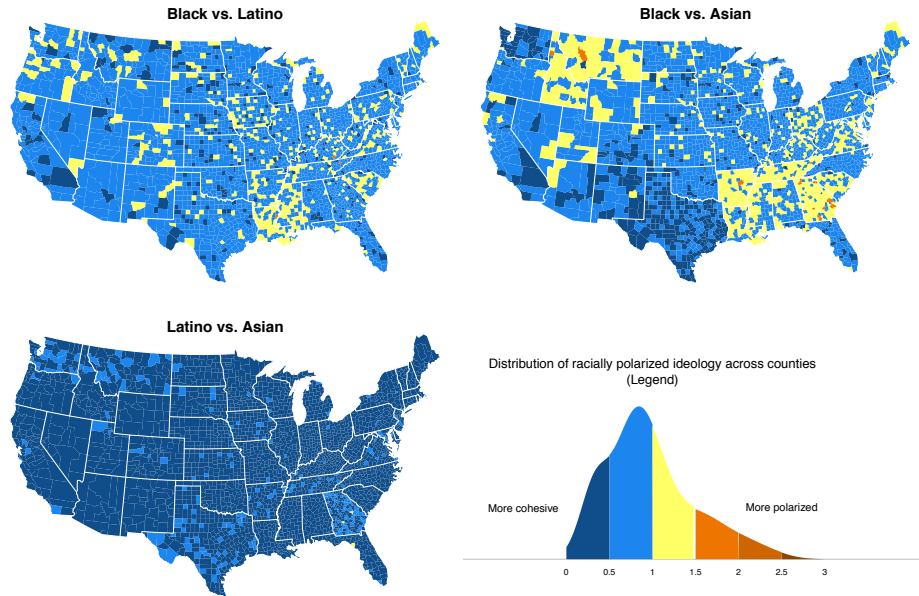 Black vs. Latino
Black vs. Asian
Latino vs. Asian
Distribution of racially polarized ideology across counties
(Legend)
More cohesive
More polarized
0 0.5 1 1.5 2 2.5 3